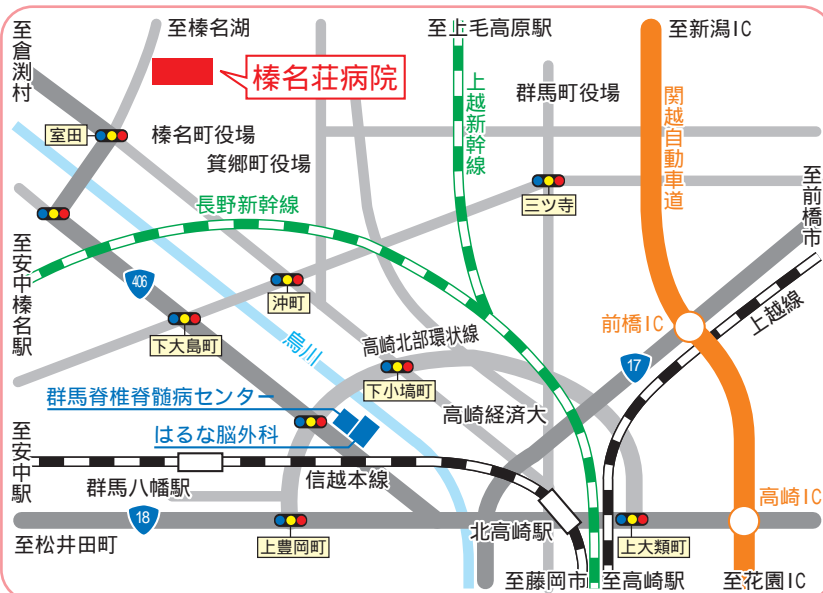 至倉渕村
至榛名湖
至上毛高原駅
至新潟IC
榛名荘病院
上越新幹線
群馬町役場
関越自動車道
室田
榛名町役場
箕郷町役場
三ツ寺
至前橋市
長野新幹線
至安中榛名駅
406
沖町
下大島町
烏川
高崎北部環状線
前橋IC
上越線
17
下小塙町
群馬脊椎脊髄病センター
高崎経済大
はるな脳外科
至安中駅
群馬八幡駅
信越本線
高崎IC
18
北高崎駅
至松井田町
上豊岡町
上大類町
至藤岡市
至高崎駅
至花園IC